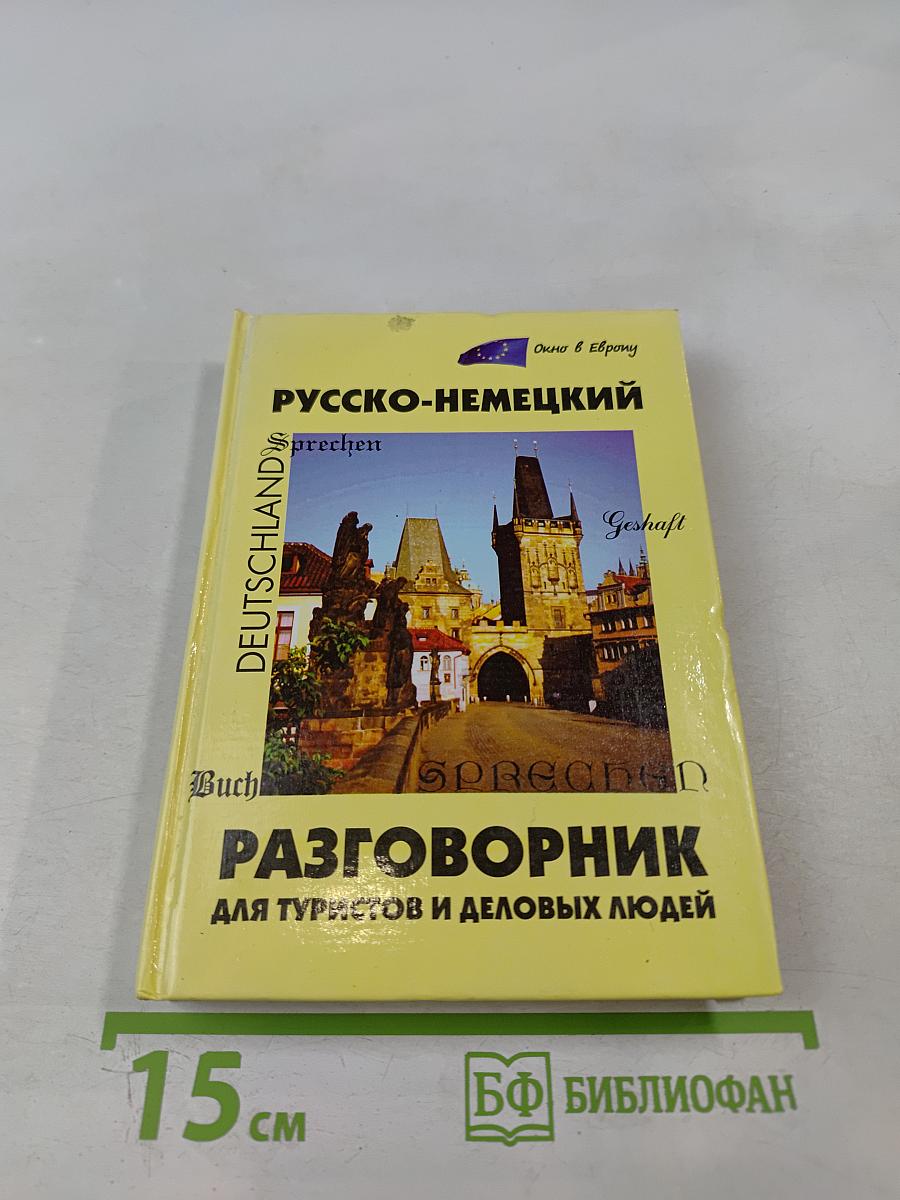 Окно в Европу
РУССКО-НЕМЕЦКИЙ
Sprechen
DEUTSCHLAND
Geshaft
Buch
SPRECHEN
РАЗГОВОРНИК
ДЛЯ ТУРИСТОВ И ДЕЛОВЫХ ЛЮДЕЙ
15 см
БФ БИБЛИОФАН